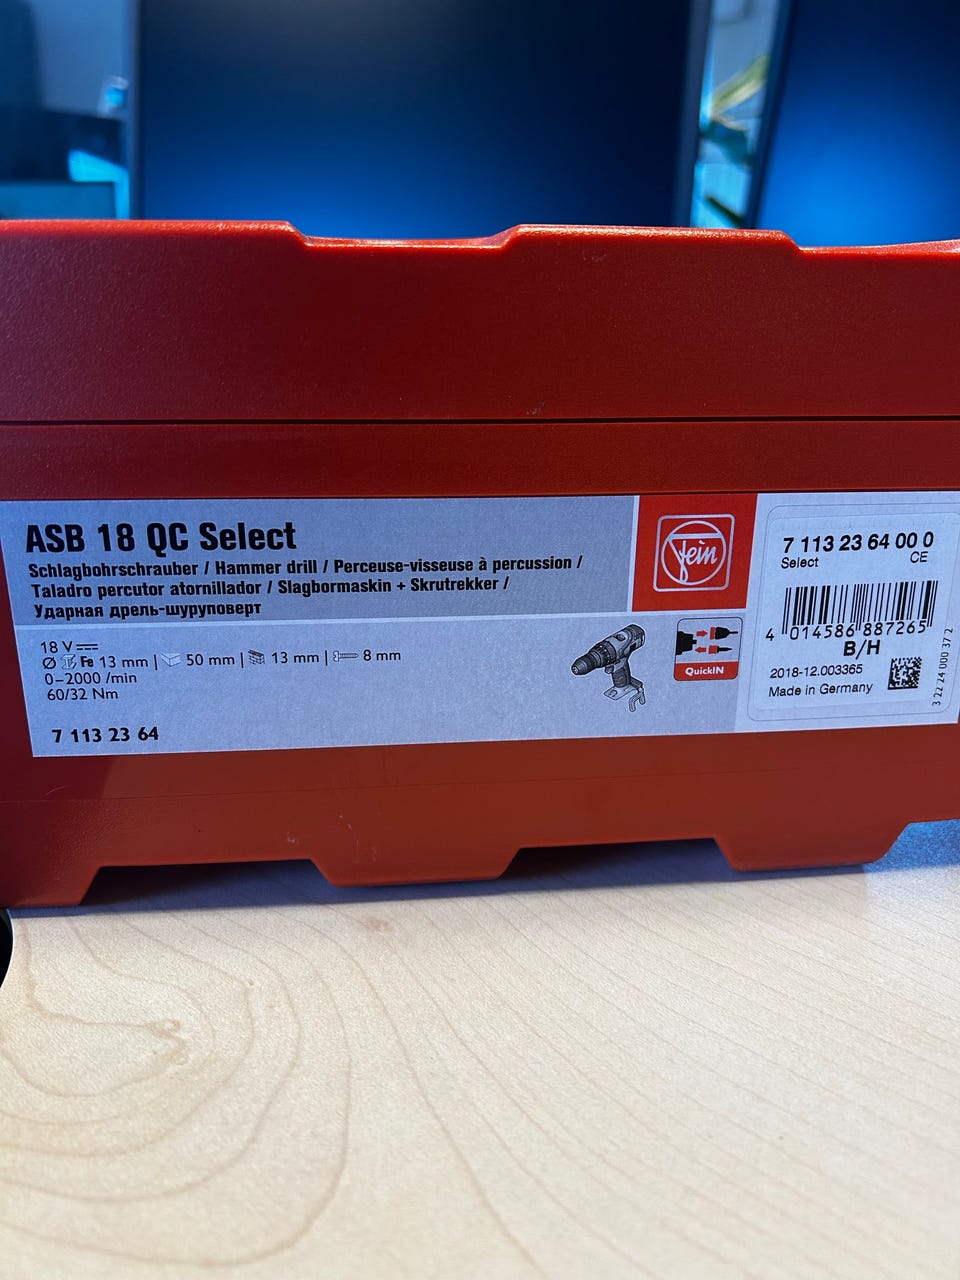 ASB 18 QC Select
Schlagbohrschrauber / Hammer drill / Perceuse-visseuse à percussion /
Taladro percutor atornillador / Slagbormaskin + Skrutrekker /
Ударная дрель-шуруповерт
18 V
Ø Fe 13 mm | 50 mm | 13 mm | 8 mm
0–2000 /min
60/32 Nm
7 113 23 64
fein
QuickIN
7 113 23 64 00 0
Select CE
4 014586 887265
B/H
2018-12.003365
Made in Germany
3 22 24 000 37 2